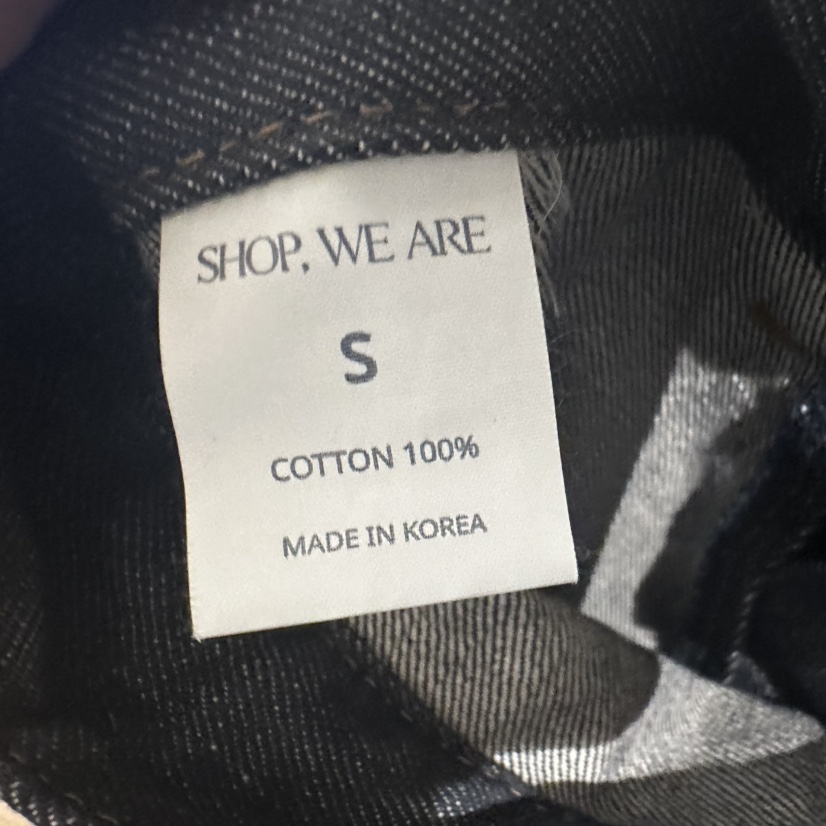 SHOP, WE ARE
S
COTTON 100%
MADE IN KOREA